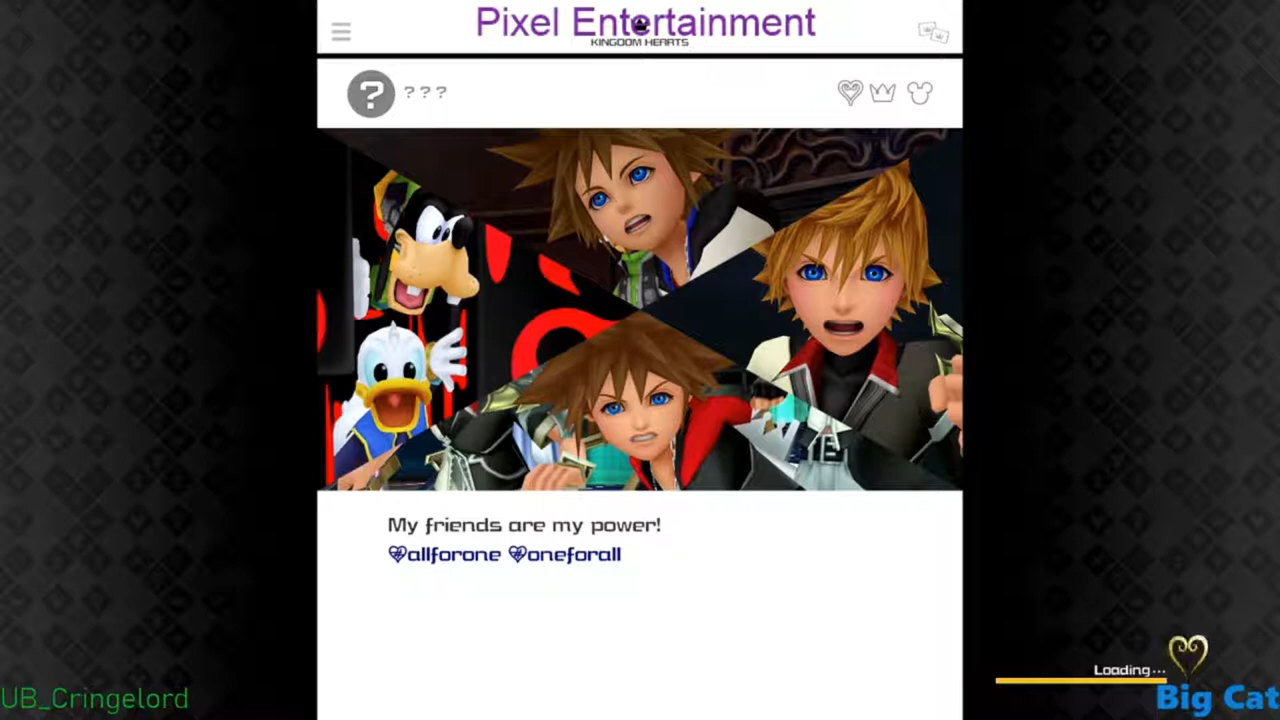 Pixel Entertainment
KINGDOM HEARTS
?
? ? ?
My friends are my power!
allforone oneforall
Loading...
UB_Cringelord
Big Cat